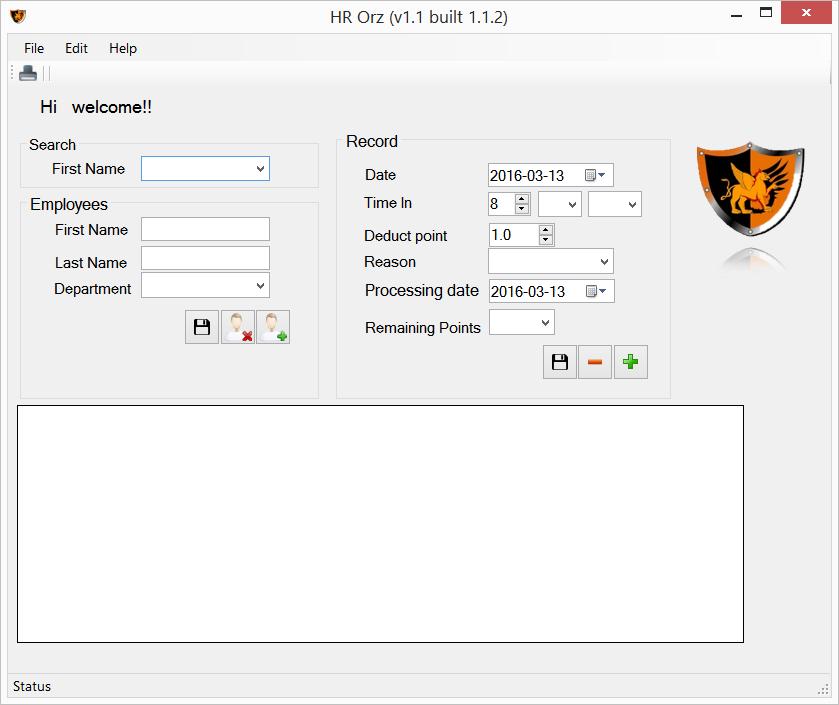 HR Orz (v1.1 built 1.1.2)
File Edit Help
Hi welcome!!
Search
First Name
Employees
First Name
Last Name
Department
Record
Date 2016-03-13
Time In 8
Deduct point 1.0
Reason
Processing date 2016-03-13
Remaining Points
Status